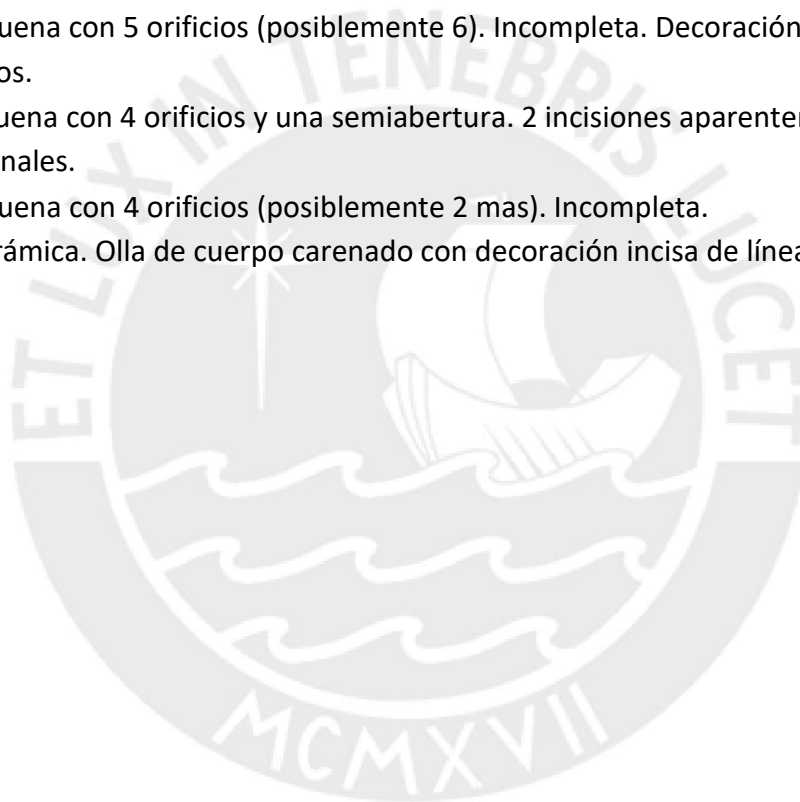 uena con 5 orificios (posiblemente 6). Incompleta. Decoración
os.
uena con 4 orificios y una semiabertura. 2 incisiones aparente
nales.
uena con 4 orificios (posiblemente 2 mas). Incompleta.
rámica. Olla de cuerpo carenado con decoración incisa de línea
ET LUX IN TENEBRIS LUCET
MCMXVII